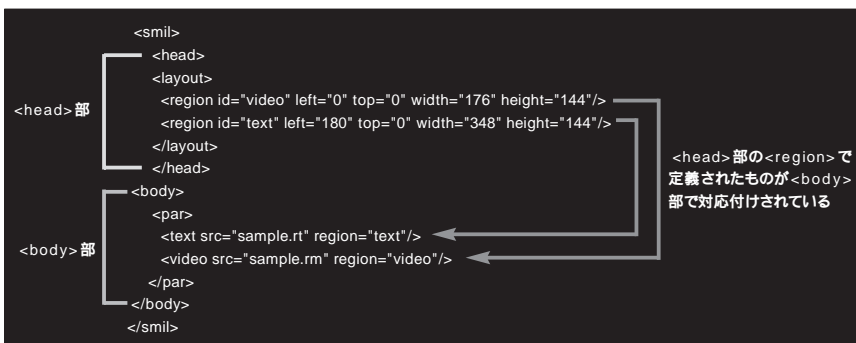 <smil>
<head>
<layout>
<region id="video" left="0" top="0" width="176" height="144"/>
<head>部
<region id="text" left="180" top="0" width="348" height="144"/>
</layout>
</head>
<head>部の<region>で
定義されたものが<body>
部で対応付けされている
<body>
<par>
<text src="sample.rt" region="text"/>
<body>部
<video src="sample.rm" region="video"/>
</par>
</body>
</smil>